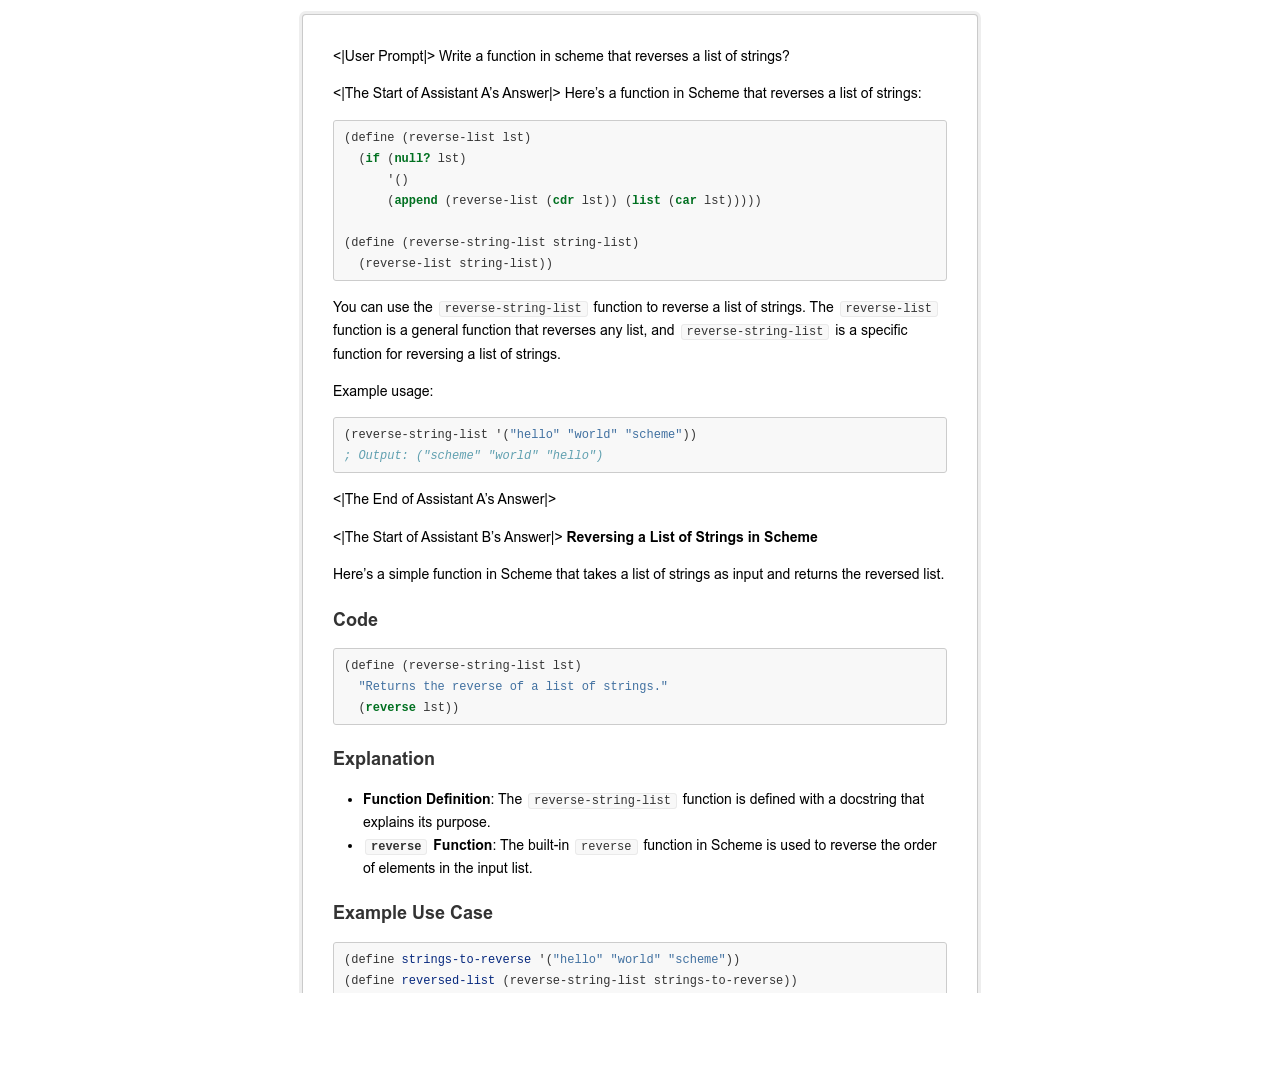 <|User Prompt|> Write a function in scheme that reverses a list of strings?
<|The Start of Assistant A’s Answer|> Here’s a function in Scheme that reverses a list of strings:
(define (reverse-list lst)
  (if (null? lst)
      '()
      (append (reverse-list (cdr lst)) (list (car lst)))))
(define (reverse-string-list string-list)
  (reverse-list string-list))
You can use the reverse-string-list function to reverse a list of strings. The reverse-list
function is a general function that reverses any list, and reverse-string-list is a specific
function for reversing a list of strings.
Example usage:
(reverse-string-list '("hello" "world" "scheme"))
; Output: ("scheme" "world" "hello")
<|The End of Assistant A’s Answer|>
<|The Start of Assistant B’s Answer|> Reversing a List of Strings in Scheme
Here’s a simple function in Scheme that takes a list of strings as input and returns the reversed list.
Code
(define (reverse-string-list lst)
  "Returns the reverse of a list of strings."
  (reverse lst))
Explanation
• Function Definition: The reverse-string-list function is defined with a docstring that
explains its purpose.
• reverse Function: The built-in reverse function in Scheme is used to reverse the order
of elements in the input list.
Example Use Case
(define strings-to-reverse '("hello" "world" "scheme"))
(define reversed-list (reverse-string-list strings-to-reverse))